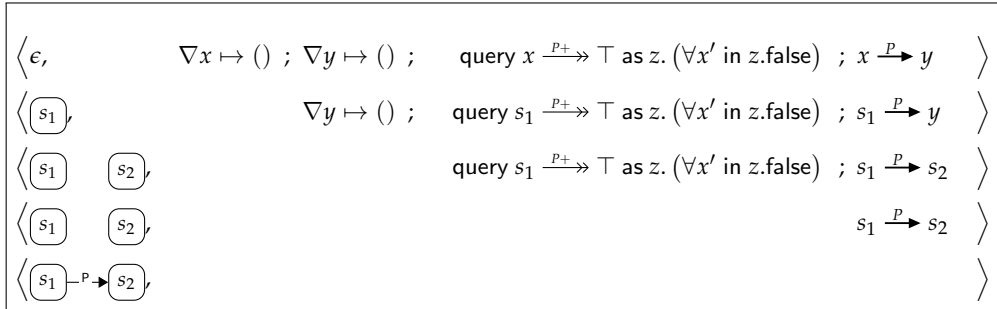 ⟨ϵ, ∇x ↦ () ; ∇y ↦ () ; query x —P+↠ ⊤ as z. (∀x′ in z.false) ; x —P→ y ⟩
⟨s₁, ∇y ↦ () ; query s₁ —P+↠ ⊤ as z. (∀x′ in z.false) ; s₁ —P→ y ⟩
⟨s₁ s₂, query s₁ —P+↠ ⊤ as z. (∀x′ in z.false) ; s₁ —P→ s₂ ⟩
⟨s₁ s₂, s₁ —P→ s₂ ⟩
⟨s₁ —P→ s₂, ⟩